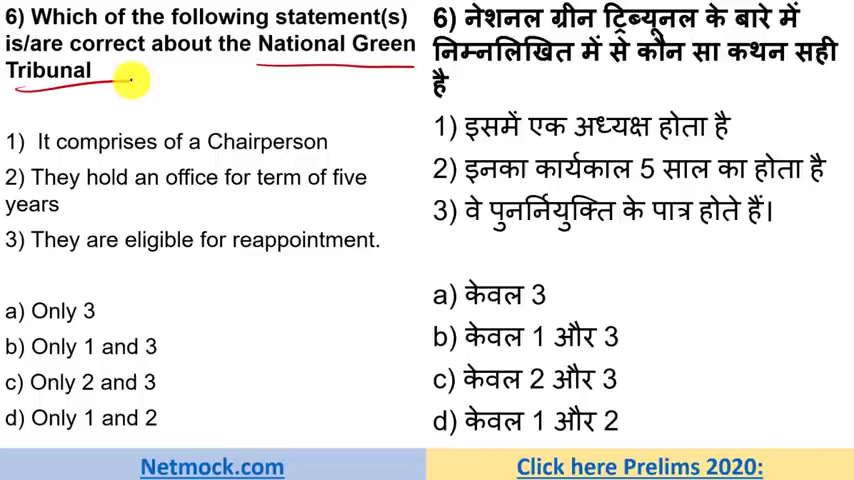 6) Which of the following statement(s)
is/are correct about the National Green
Tribunal
1) It comprises of a Chairperson
2) They hold an office for term of five
years
3) They are eligible for reappointment.
a) Only 3
b) Only 1 and 3
c) Only 2 and 3
d) Only 1 and 2
6) नेशनल ग्रीन ट्रिब्यूनल के बारे में
निम्नलिखित में से कौन सा कथन सही
है
1) इसमें एक अध्यक्ष होता है
2) इनका कार्यकाल 5 साल का होता है
3) वे पुनर्नियुक्ति के पात्र होते हैं।
a) केवल 3
b) केवल 1 और 3
c) केवल 2 और 3
d) केवल 1 और 2
Netmock.com
Click here Prelims 2020: